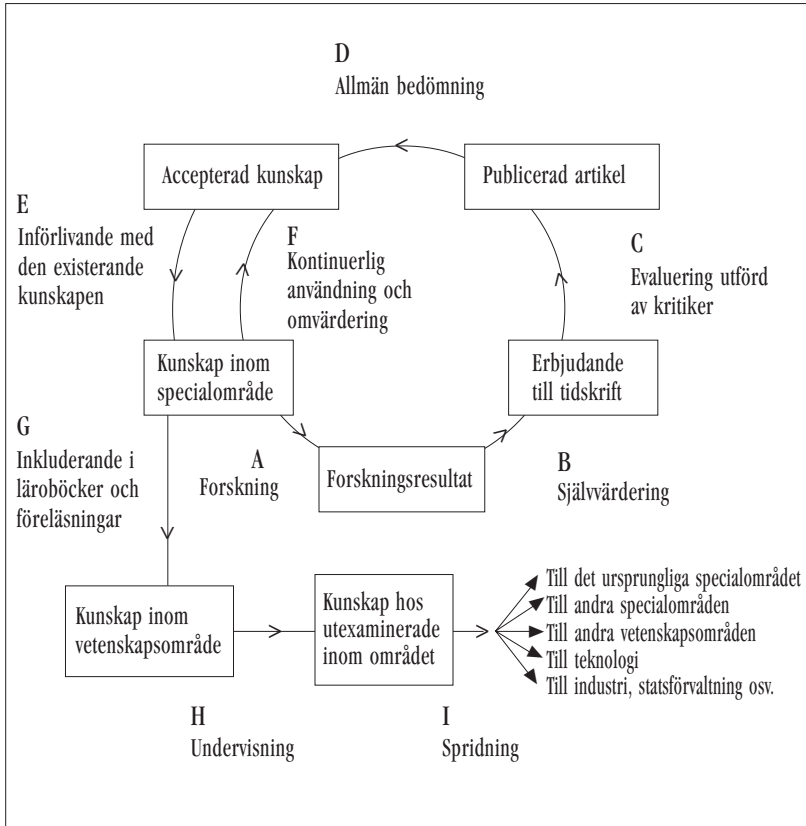 D
Allmän bedömning
Accepterad kunskap
Publicerad artikel
E
Införlivande med
den existerande
kunskapen
F
Kontinuerlig
användning och
omvärdering
C
Evaluering utförd
av kritiker
Kunskap inom
specialområde
Erbjudande
till tidskrift
G
Inkluderande i
läroböcker och
föreläsningar
A
Forskning
Forskningsresultat
B
Självvärdering
Kunskap inom
vetenskapsområde
Kunskap hos
utexaminerade
inom området
Till det ursprungliga specialområdet
Till andra specialområden
Till andra vetenskapsområden
Till teknologi
Till industri, statsförvaltning osv.
H
Undervisning
I
Spridning